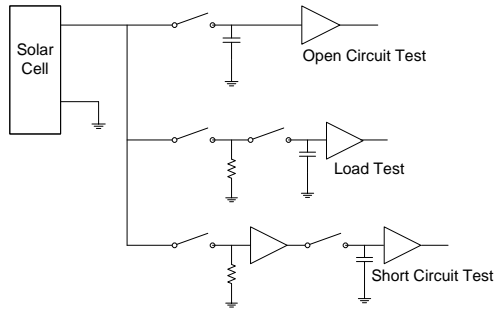 Solar
Cell
Open Circuit Test
Load Test
Short Circuit Test